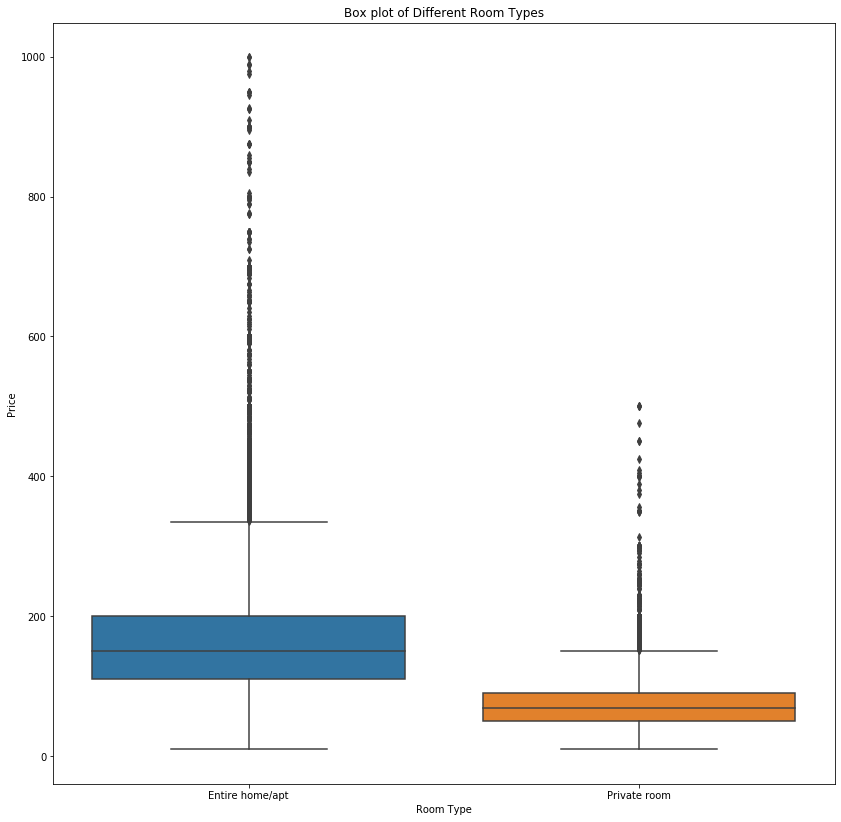 Box plot of Different Room Types
1000
800
600
400
200
0
Price
Entire home/apt
Private room
Room Type